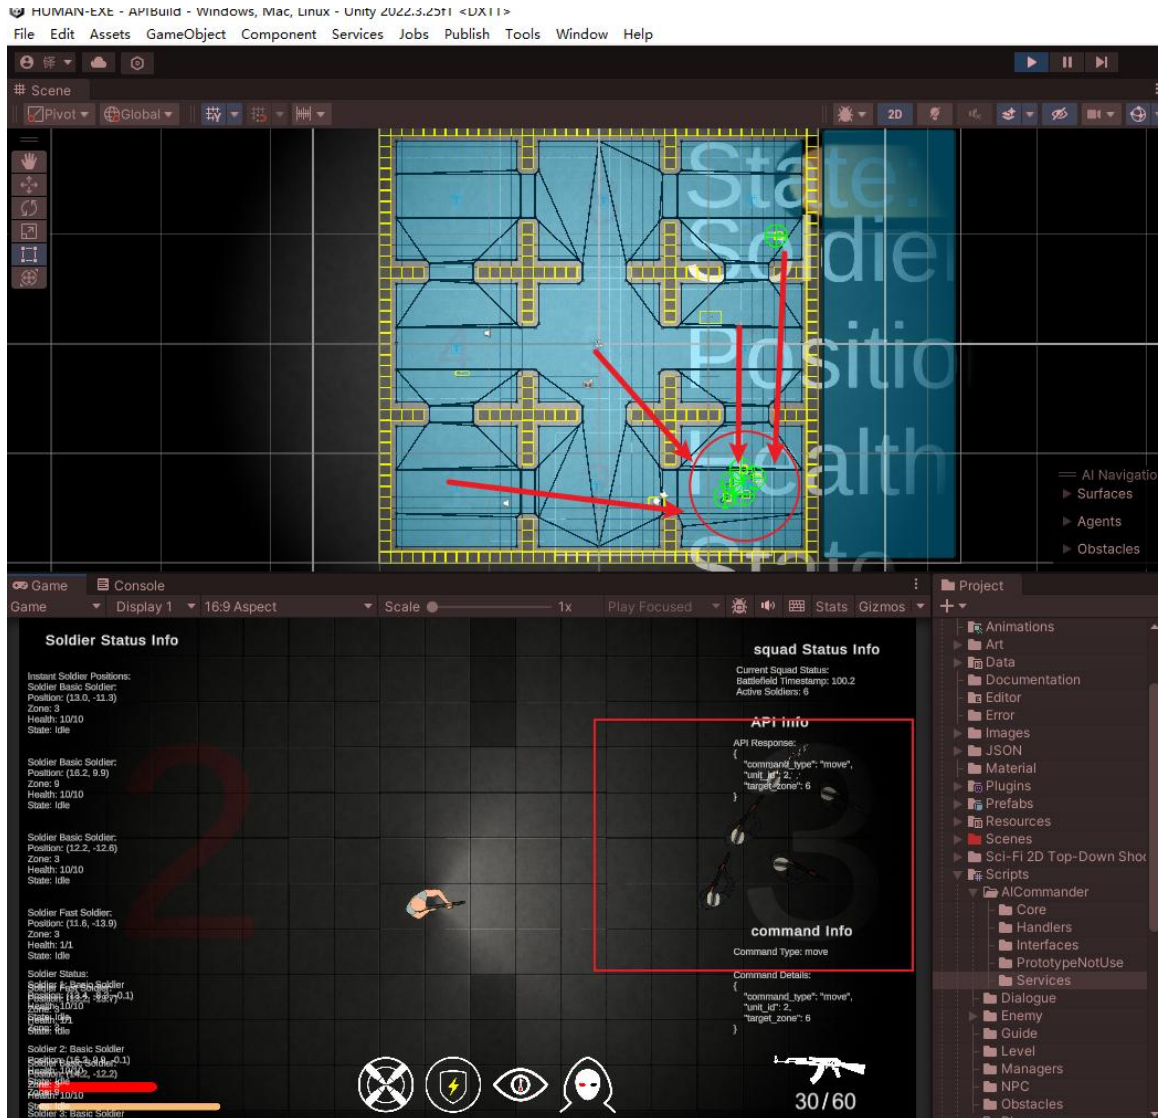 HUMAN-EXE - APIBuild - Windows, Mac, Linux - Unity 2022.3.25f1 <DX11>
File Edit Assets GameObject Component Services Jobs Publish Tools Window Help
Scene
Pivot Global 2D
State:
Soldie
Positio
Health
State
AI Navigatio
Surfaces
Agents
Obstacles
Game Console
Game Display 1 16:9 Aspect Scale 1x Play Focused Stats Gizmos
Soldier Status Info
Instant Soldier Positions:
Soldier Basic Soldier:
Position: (13.0, -11.3)
Zone: 3
Health: 10/10
State: Idle
Soldier Basic Soldier:
Position: (16.2, 9.9)
Zone: 9
Health: 10/10
State: Idle
Soldier Basic Soldier:
Position: (12.2, -12.6)
Zone: 3
Health: 10/10
State: Idle
Soldier Fast Soldier:
Position: (11.6, -13.9)
Zone: 3
Health: 1/1
State: Idle
Soldier Status:
Soldier 2: Basic Soldier
Health: 10/10
Soldier 3: Basic Soldier
2
squad Status Info
Current Squad Status:
Battlefield Timestamp: 100.2
Active Soldiers: 6
API Info
API Response:
{
"command_type": "move",
"unit_id": 2,
"target_zone": 6
}
3
command Info
Command Type: move
Command Details:
{
"command_type": "move",
"unit_id": 2,
"target_zone": 6
}
30/60
Project
Animations
Art
Data
Documentation
Editor
Error
Images
JSON
Material
Plugins
Prefabs
Resources
Scenes
Sci-Fi 2D Top-Down Shoo
Scripts
AICommander
Core
Handlers
Interfaces
PrototypeNotUse
Services
Dialogue
Enemy
Guide
Level
Managers
NPC
Obstacles